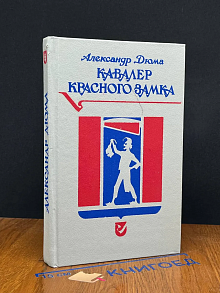 Александр Дюма
КАВАЛЕР
КРАСНОГО ЗАМКА
АЛЕКСАНДР ДЮМА
КНИГОЕД